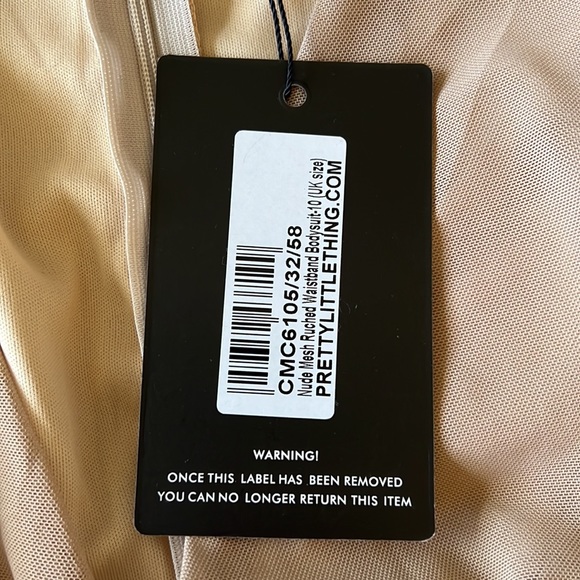 CMC6105/32/58
Nude Mesh Ruched Waistband Bodysuit-10 (UK size)
PRETTYLITTLETHING.COM
WARNING!
ONCE THIS LABEL HAS BEEN REMOVED
YOU CAN NO LONGER RETURN THIS ITEM